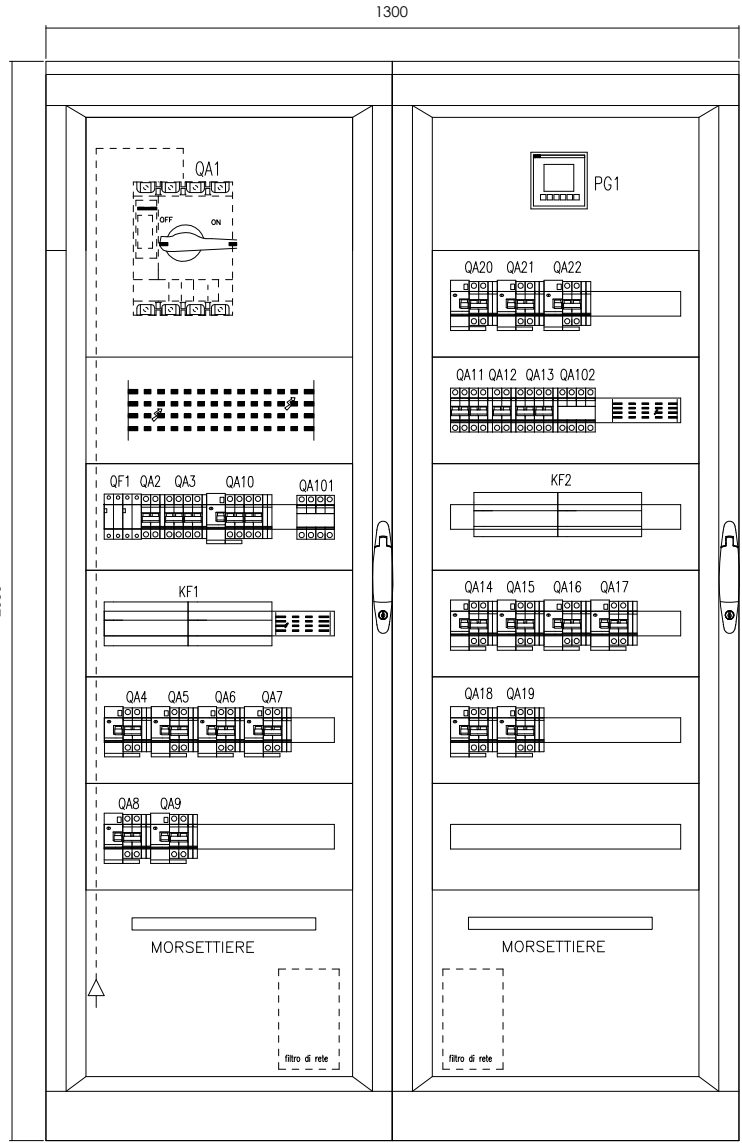 1300
QA1
OFF ON
PG1
QA20 QA21 QA22
QA11 QA12 QA13 QA102
QF1 QA2 QA3 QA10 QA101
KF2
KF1
QA14 QA15 QA16 QA17
QA4 QA5 QA6 QA7
QA18 QA19
QA8 QA9
MORSETTIERE
MORSETTIERE
filtro di rete
filtro di rete